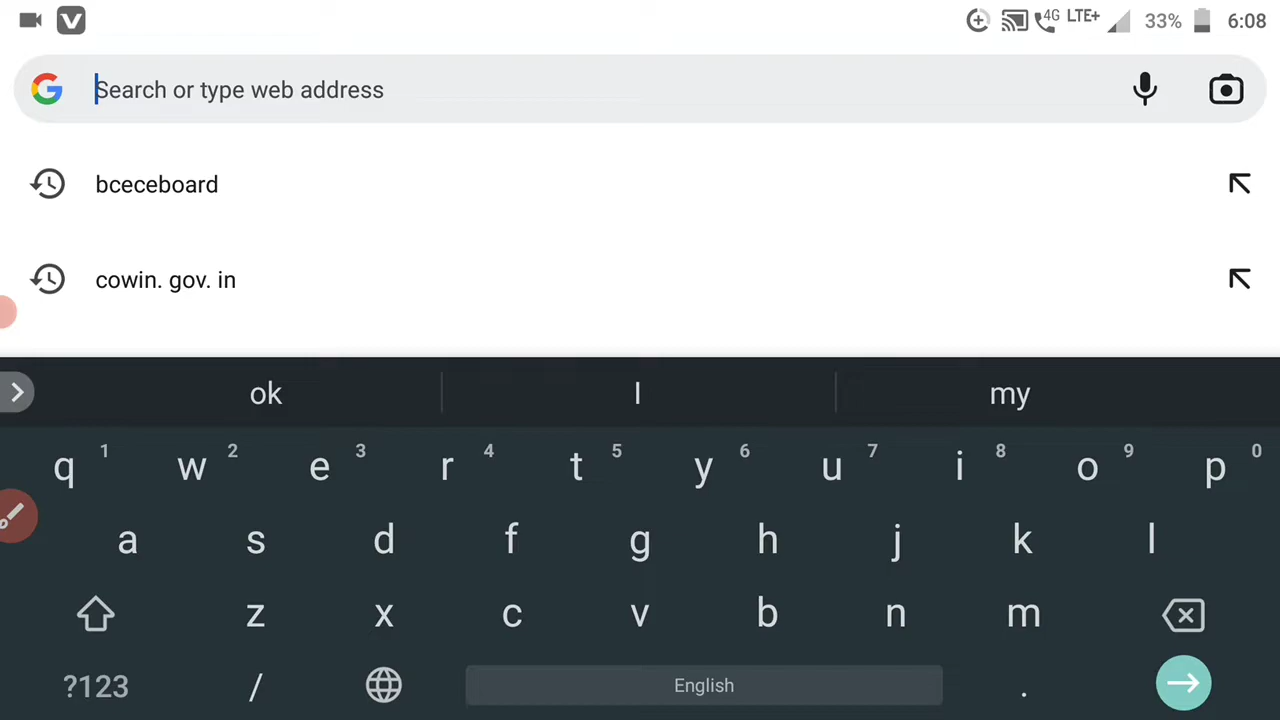 V 4G LTE+ 33% 6:08
G Search or type web address
bceceboard
cowin. gov. in
ok I my
q 1 w 2 e 3 r 4 t 5 y 6 u 7 i 8 o 9 p 0
a s d f g h j k l
z x c v b n m
?123 / English .